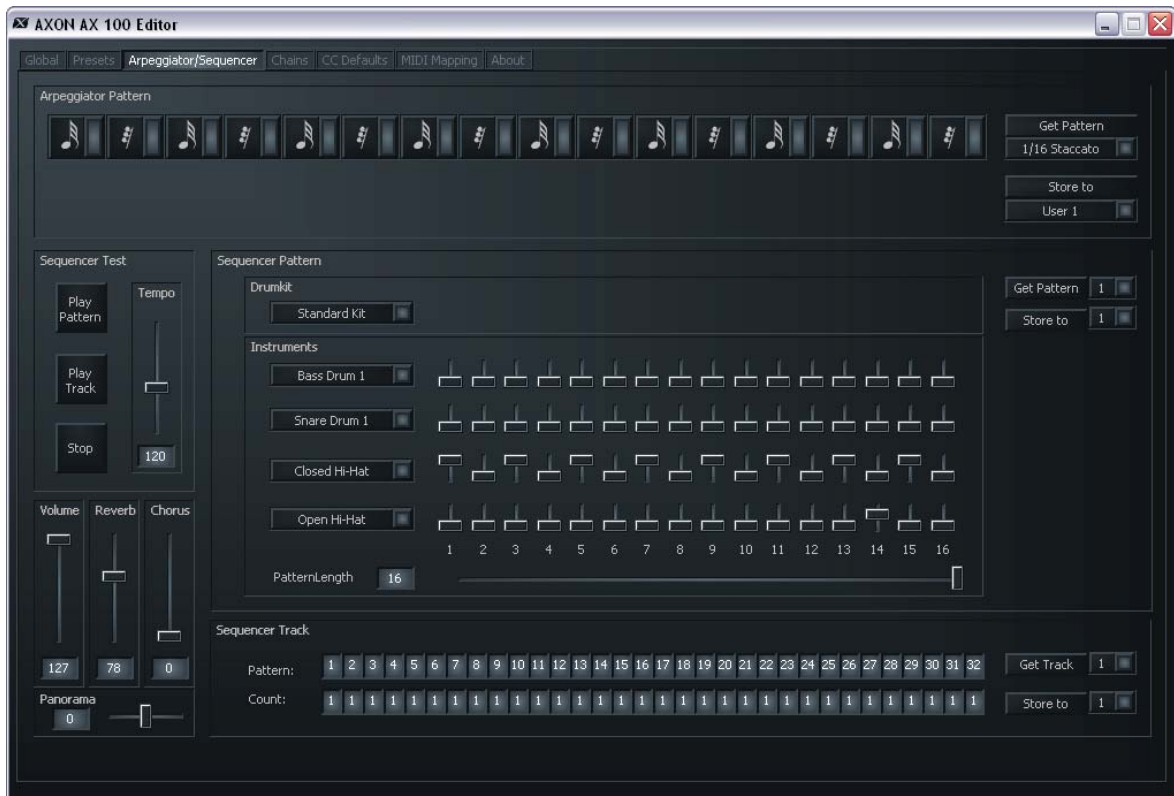 AXON AX 100 Editor
Global Presets Arpeggiator/Sequencer Chains CC Defaults MIDI Mapping About
Arpeggiator Pattern
Get Pattern
1/16 Staccato
Store to
User 1
Sequencer Test
Play Pattern
Tempo
Play Track
Stop
120
Volume Reverb Chorus
127 78 0
Panorama
0
Sequencer Pattern
Drumkit
Standard Kit
Get Pattern 1
Store to 1
Instruments
Bass Drum 1
Snare Drum 1
Closed Hi-Hat
Open Hi-Hat
1 2 3 4 5 6 7 8 9 10 11 12 13 14 15 16
PatternLength 16
Sequencer Track
Pattern: 1 2 3 4 5 6 7 8 9 10 11 12 13 14 15 16 17 18 19 20 21 22 23 24 25 26 27 28 29 30 31 32
Get Track 1
Count: 1 1 1 1 1 1 1 1 1 1 1 1 1 1 1 1 1 1 1 1 1 1 1 1 1 1 1 1 1 1 1 1
Store to 1